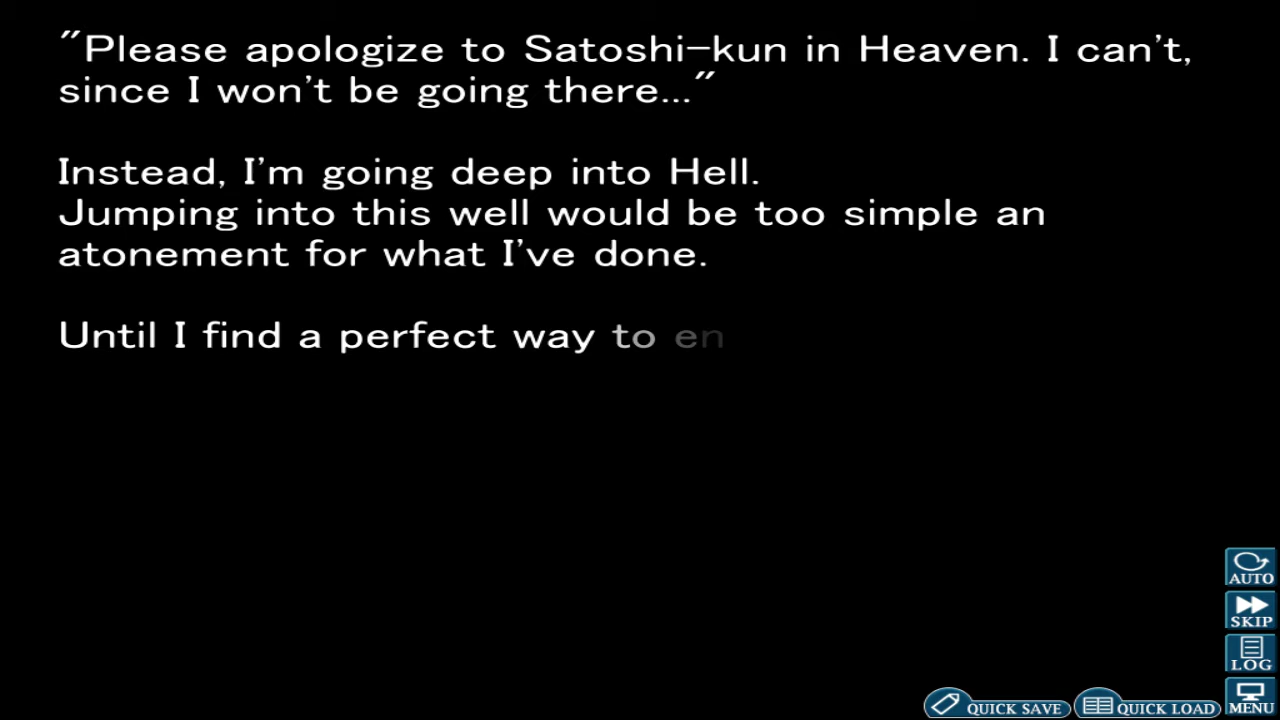 "Please apologize to Satoshi-kun in Heaven. I can't,
since I won't be going there..."
Instead, I'm going deep into Hell.
Jumping into this well would be too simple an
atonement for what I've done.
Until I find a perfect way to en
AUTO
SKIP
LOG
QUICK SAVE
QUICK LOAD
MENU